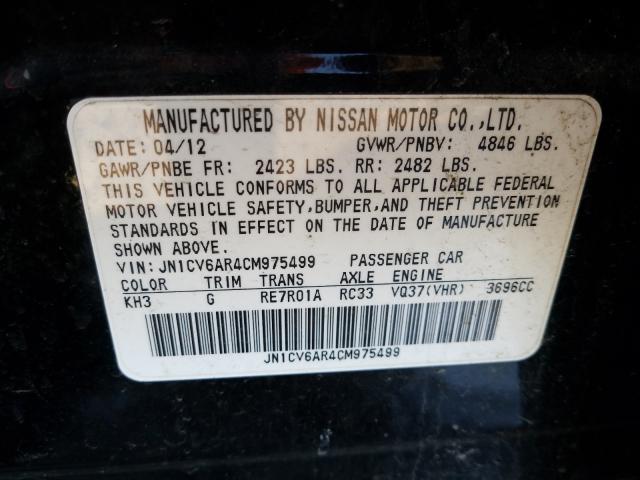 MANUFACTURED BY NISSAN MOTOR CO.,LTD.
DATE: 04/12 GVWR/PNBV: 4846 LBS.
GAWR/PNBE FR: 2423 LBS. RR: 2482 LBS.
THIS VEHICLE CONFORMS TO ALL APPLICABLE FEDERAL
MOTOR VEHICLE SAFETY,BUMPER,AND THEFT PREVENTION
STANDARDS IN EFFECT ON THE DATE OF MANUFACTURE
SHOWN ABOVE.
VIN: JN1CV6AR4CM975499 PASSENGER CAR
COLOR TRIM TRANS AXLE ENGINE
KH3 G RE7R01A RC33 VQ37(VHR) 3696CC
JN1CV6AR4CM975499